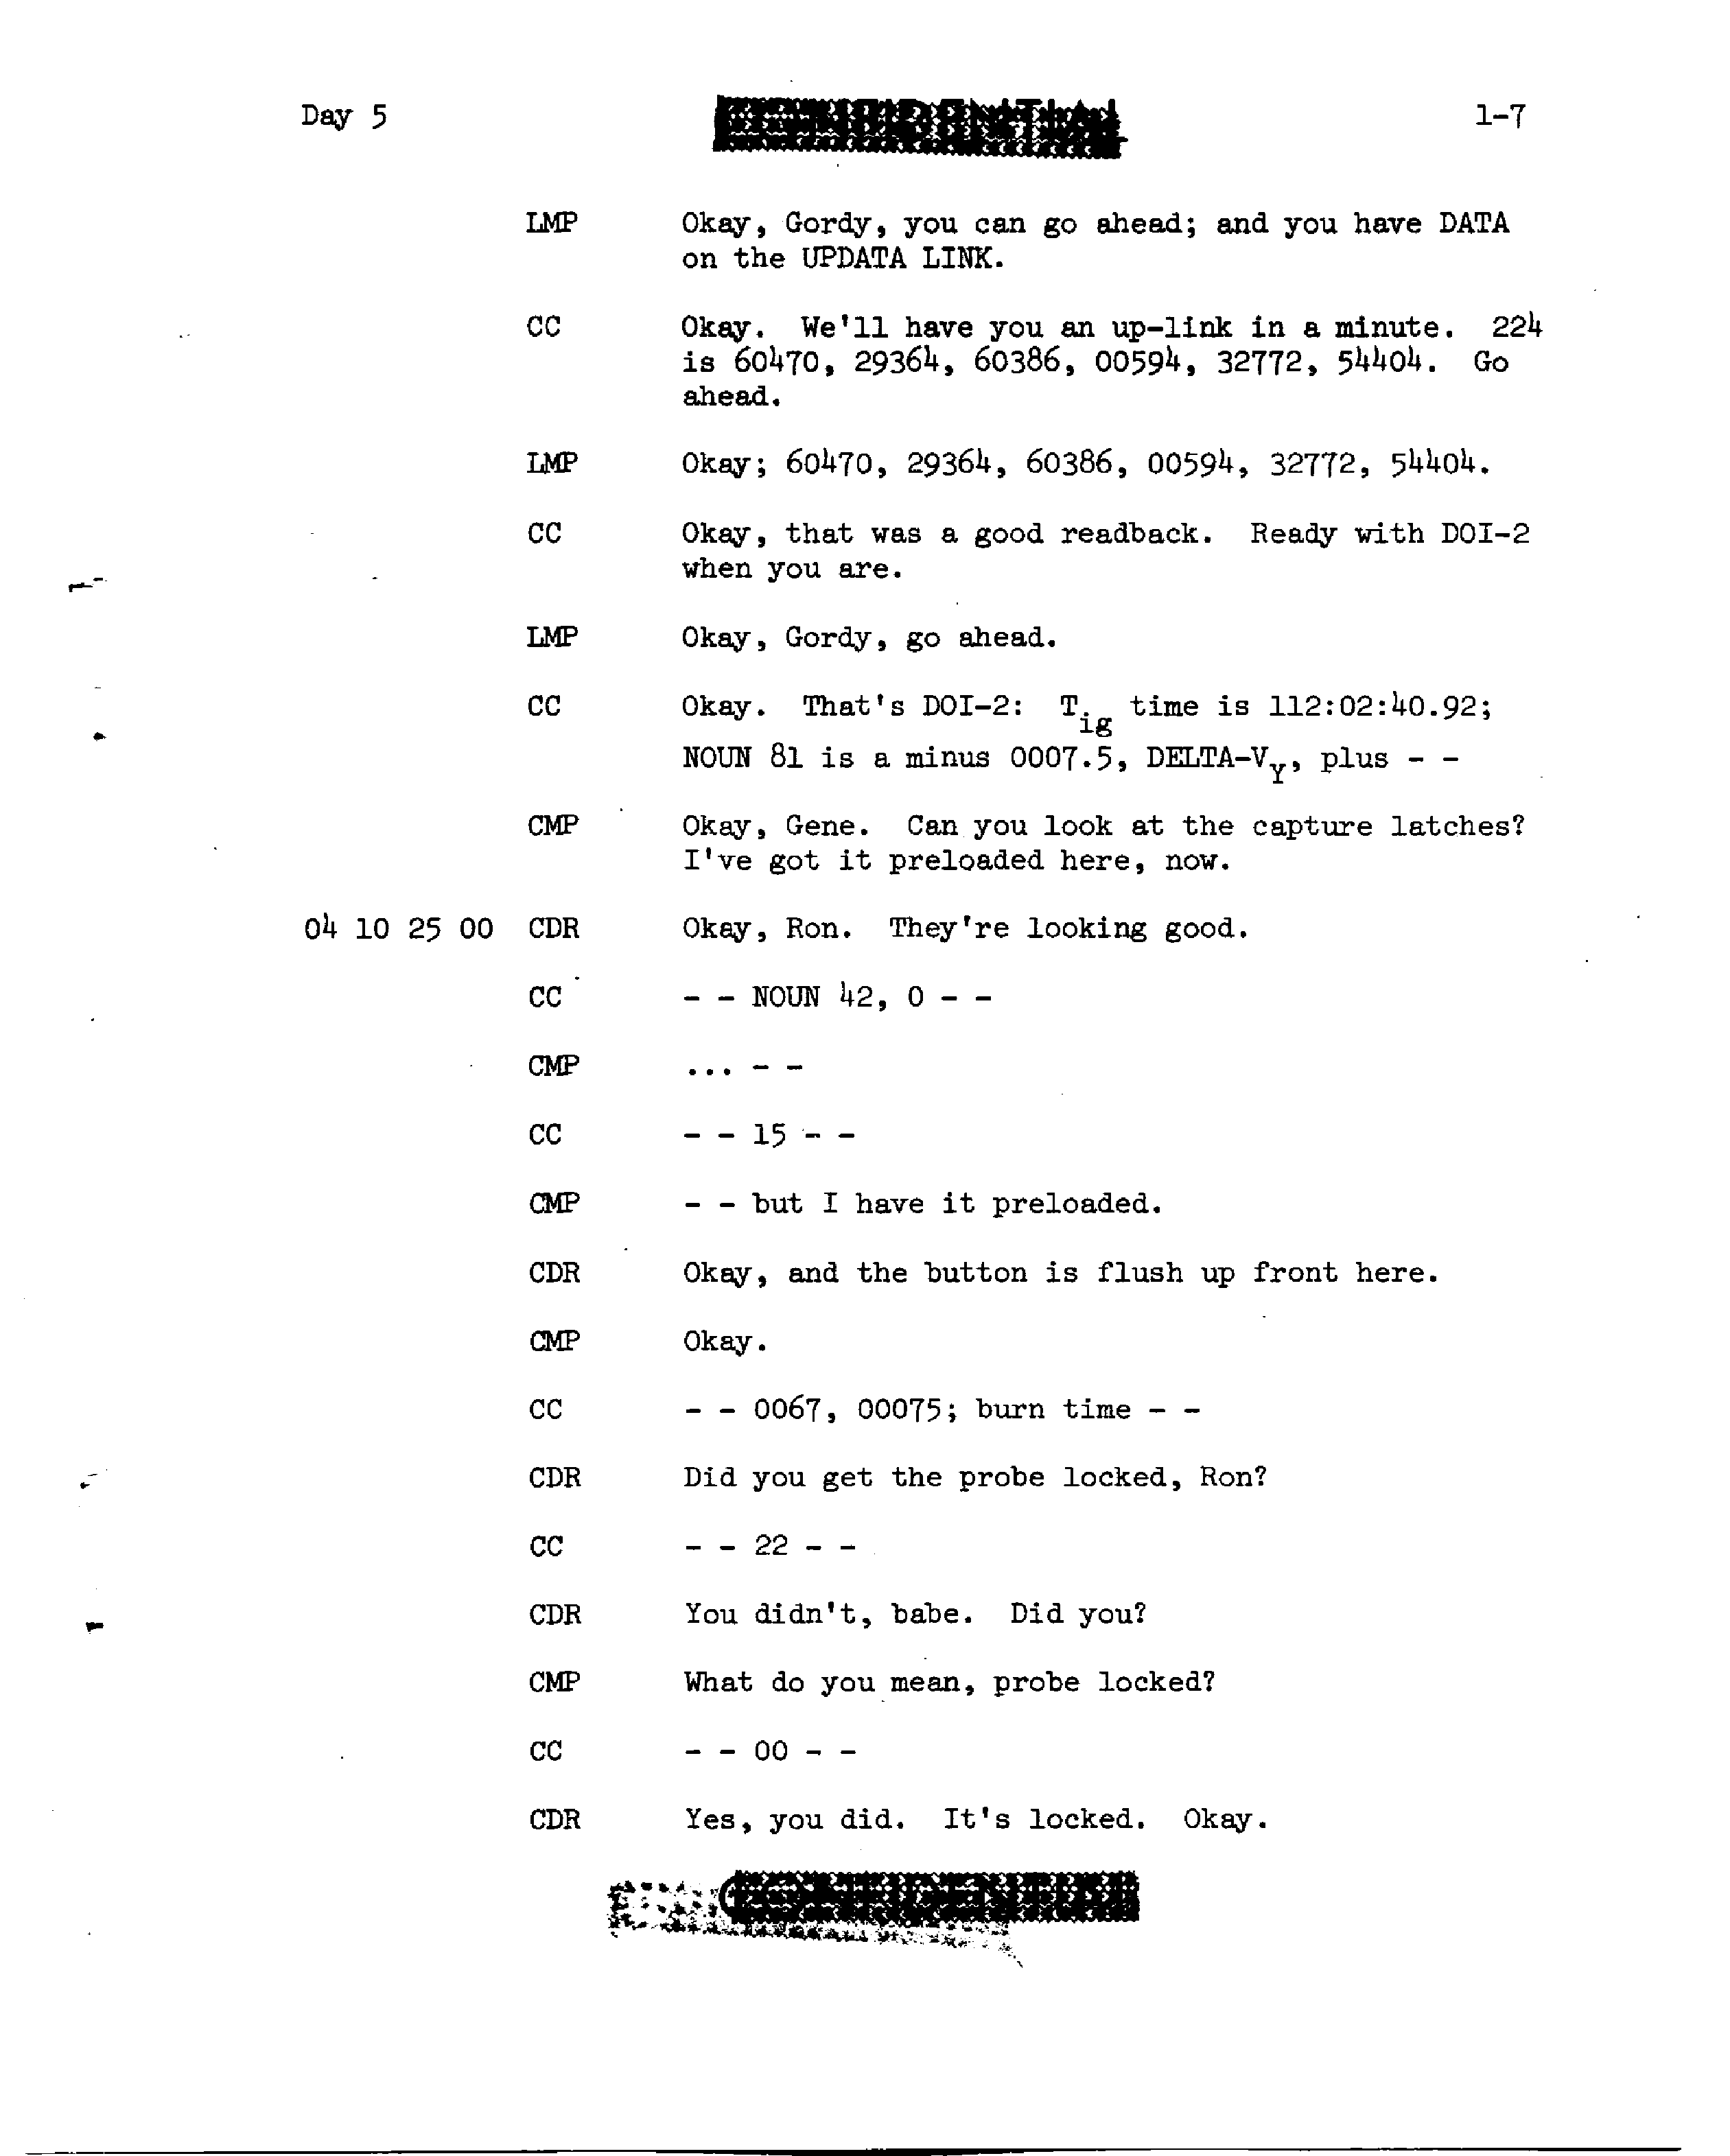 Day 5 CONFIDENTIAL 1-7
LMP Okay, Gordy, you can go ahead; and you have DATA
on the UPDATA LINK.
CC Okay. We'll have you an up-link in a minute. 224
is 60470, 29364, 60386, 00594, 32772, 54404. Go
ahead.
LMP Okay; 60470, 29364, 60386, 00594, 32772, 54404.
CC Okay, that was a good readback. Ready with DOI-2
when you are.
LMP Okay, Gordy, go ahead.
CC Okay. That's DOI-2: Tig time is 112:02:40.92;
NOUN 81 is a minus 0007.5, DELTA-VY, plus - -
CMP Okay, Gene. Can you look at the capture latches?
I've got it preloaded here, now.
04 10 25 00 CDR Okay, Ron. They're looking good.
CC - - NOUN 42, 0 - -
CMP ... - -
CC - - 15 - -
CMP - - but I have it preloaded.
CDR Okay, and the button is flush up front here.
CMP Okay.
CC - - 0067, 00075; burn time - -
CDR Did you get the probe locked, Ron?
CC - - 22 - -
CDR You didn't, babe. Did you?
CMP What do you mean, probe locked?
CC - - 00 - -
CDR Yes, you did. It's locked. Okay.
CONFIDENTIAL